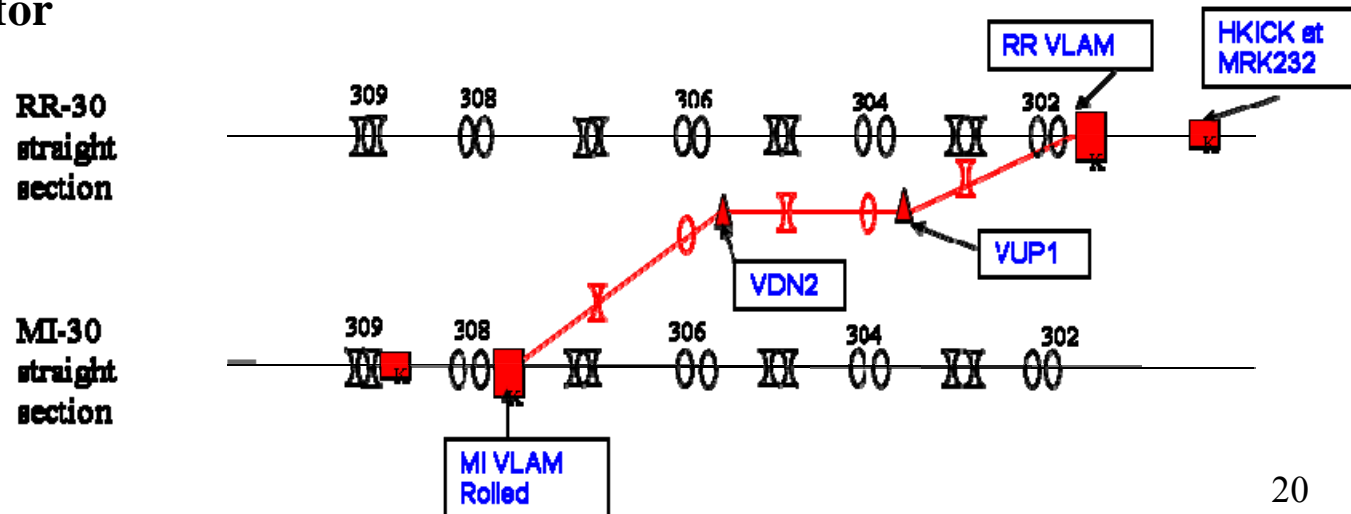 for
RR VLAM
HKICK at
MRK232
RR-30
straight
section
309
308
306
304
302
K
K
VUP1
VDN2
MI-30
straight
section
309
308
306
304
302
K
K
MI VLAM
Rolled
20